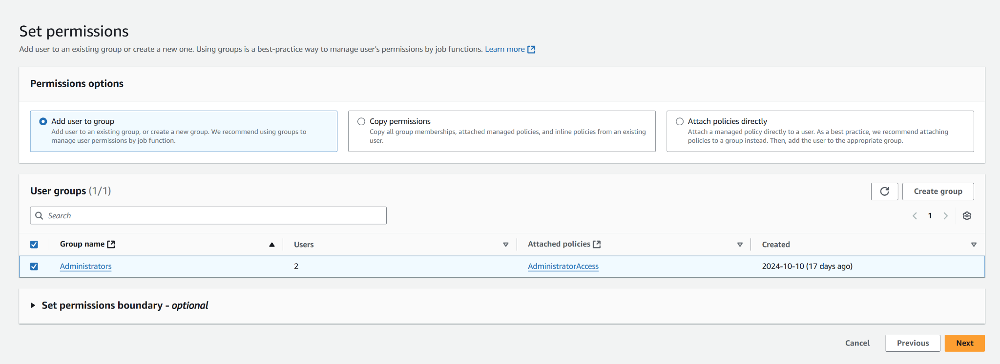 Set permissions
Add user to an existing group or create a new one. Using groups is a best-practice way to manage user's permissions by job functions. Learn more
Permissions options
Add user to group
Add user to an existing group, or create a new group. We recommend using groups to
manage user permissions by job function.
Copy permissions
Copy all group memberships, attached managed policies, and inline policies from an existing
user.
Attach policies directly
Attach a managed policy directly to a user. As a best practice, we recommend attaching
policies to a group instead. Then, add the user to the appropriate group.
User groups (1/1)
Create group
Search
1
Group name Users Attached policies Created
Administrators 2 AdministratorAccess 2024-10-10 (17 days ago)
Set permissions boundary - optional
Cancel Previous Next